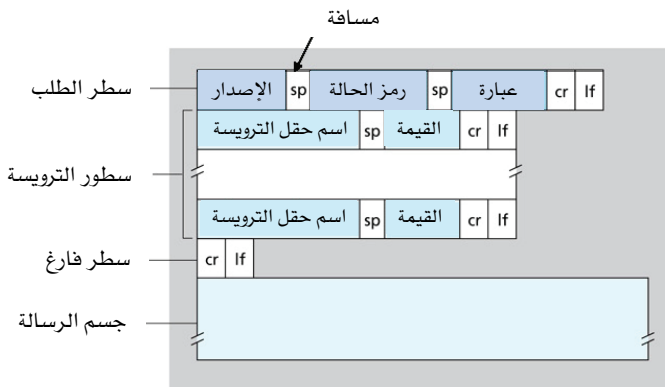 مسافة
سطر الطلب
الإصدار sp رمز الحالة sp عبارة cr lf
سطور الترويسة
اسم حقل الترويسة sp القيمة cr lf
اسم حقل الترويسة sp القيمة cr lf
سطر فارغ
cr lf
جسم الرسالة